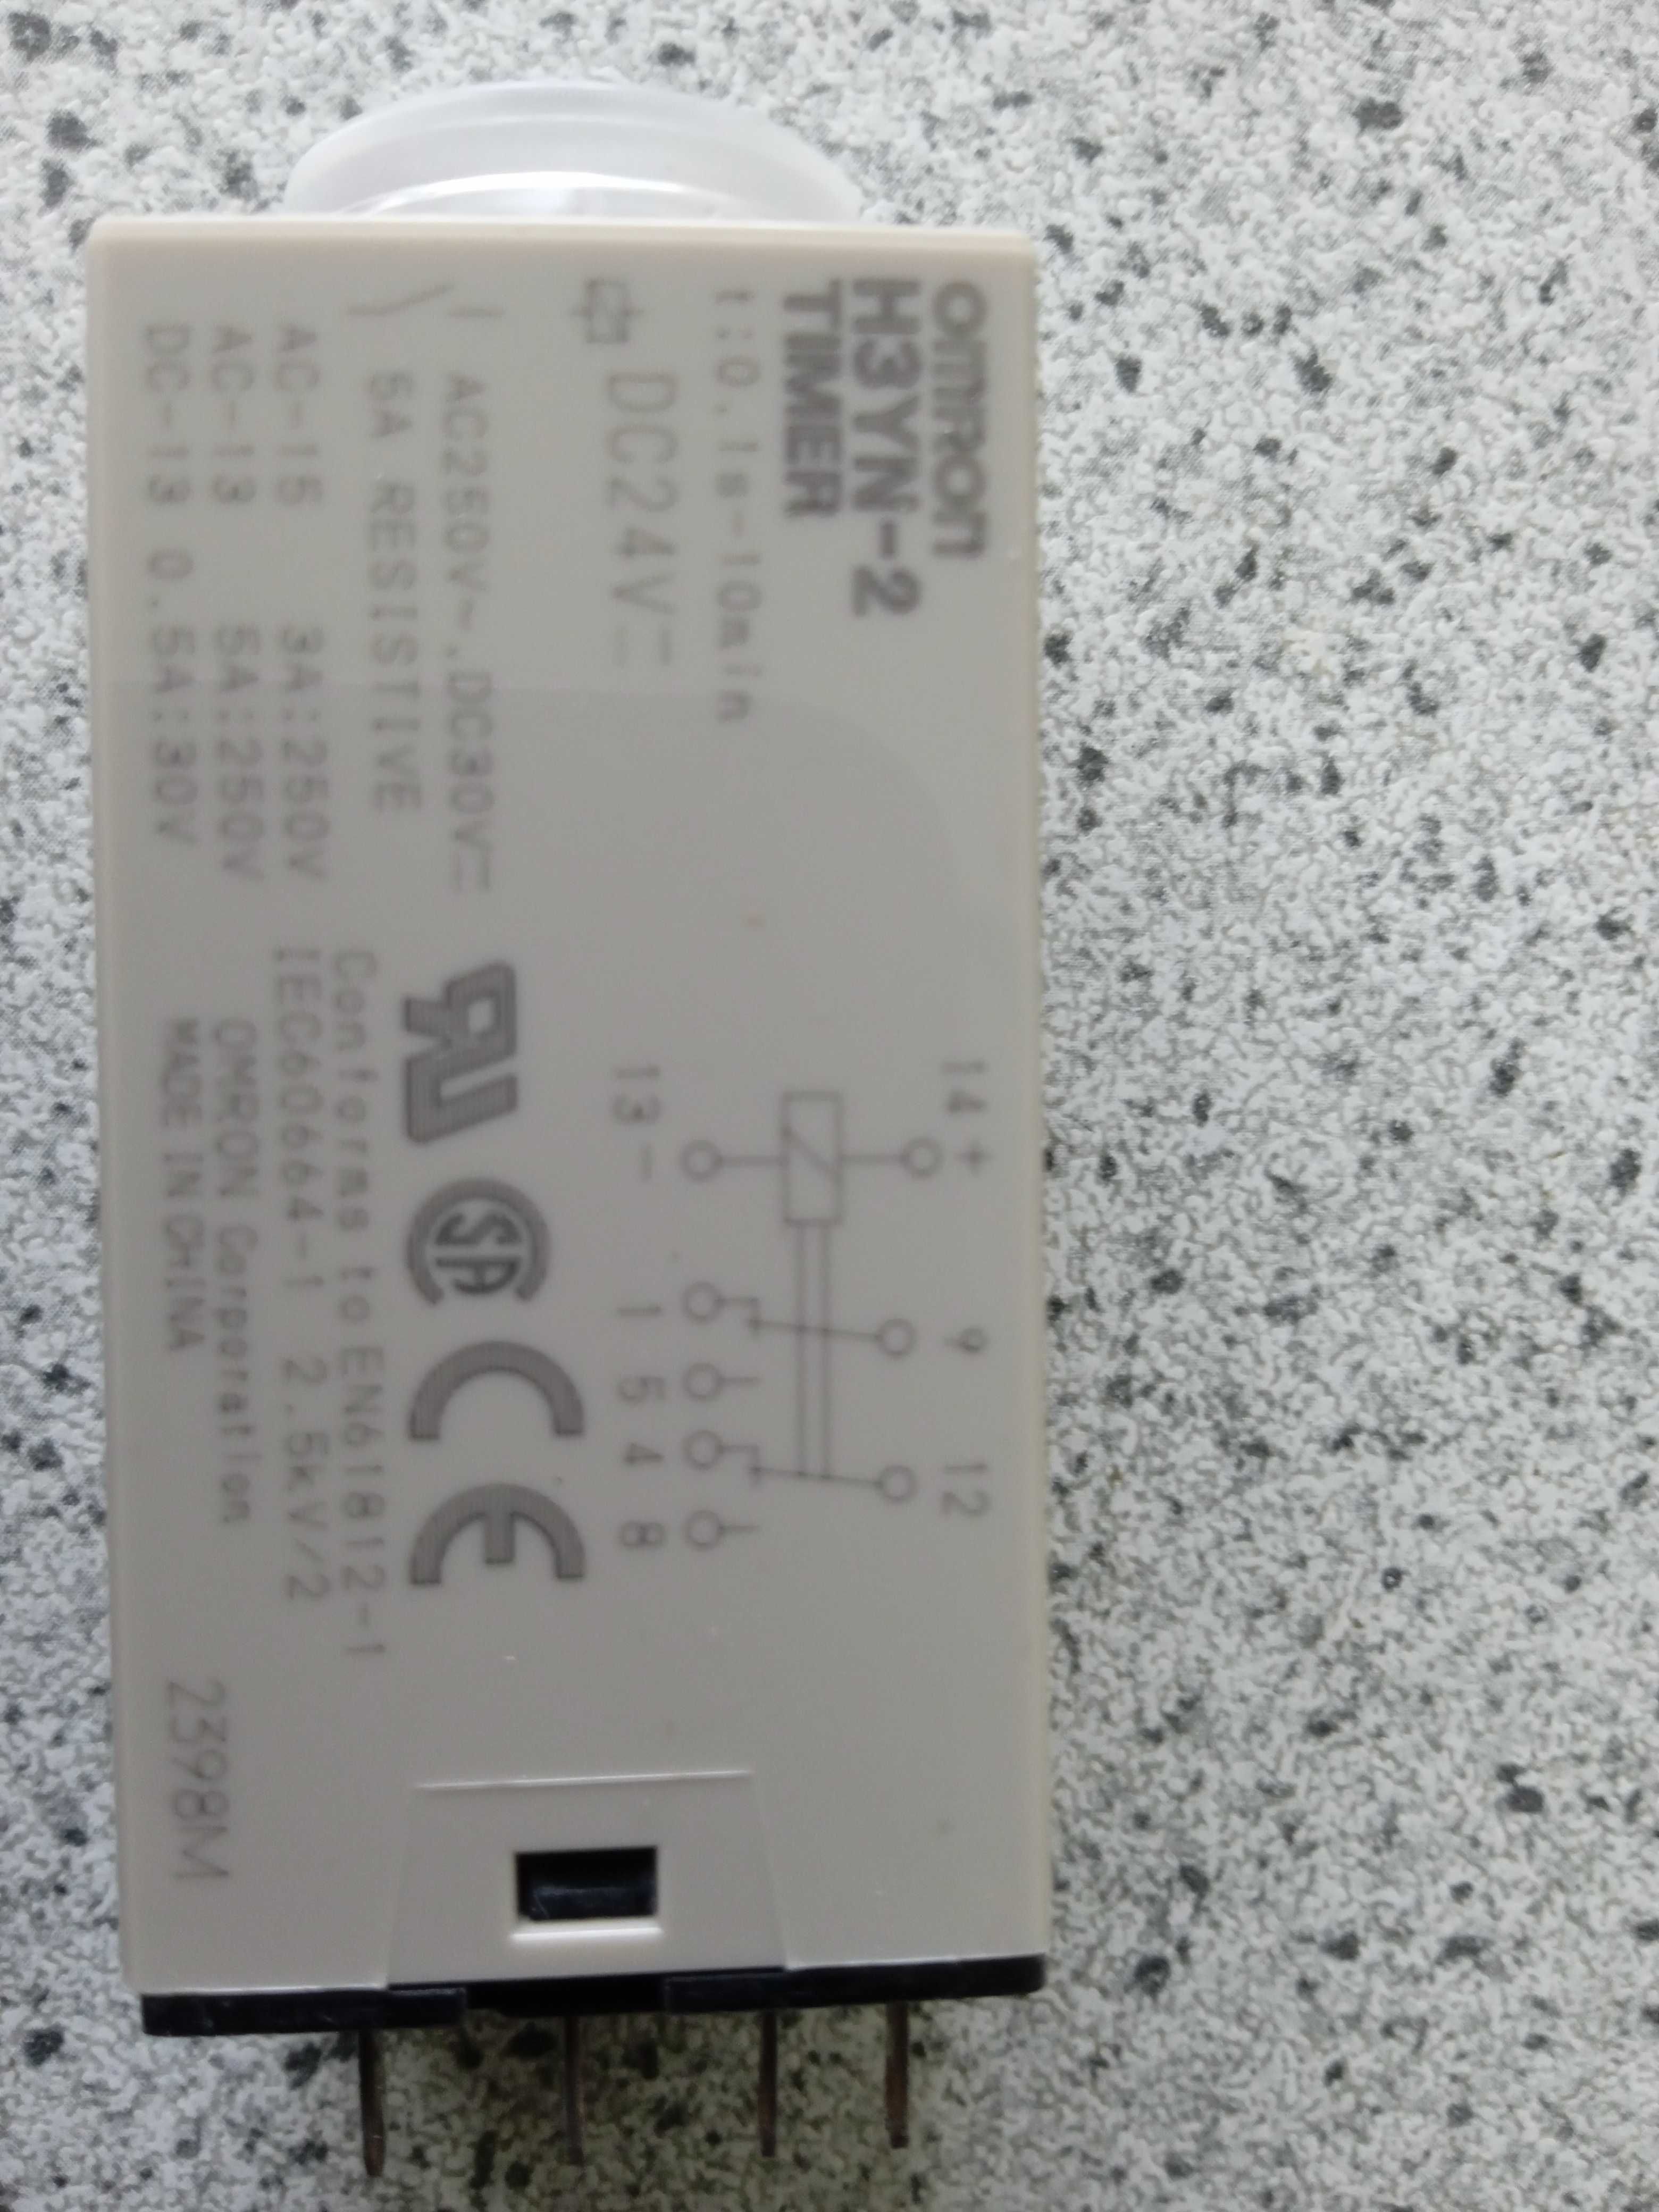 OMRON
H3YN-2
TIMER
t:0.1s-10min
DC24V
AC250V~.DC30V
5A RESISTIVE
AC-15 3A:250V
AC-13 5A:250V
DC-13 0.5A:30V
14 + 9 12
13 - 1 5 4 8
SA
CE
Conforms to EN61812-1
IEC60664-1 2.5kV/2
OMRON Corporation
MADE IN CHINA
2398M